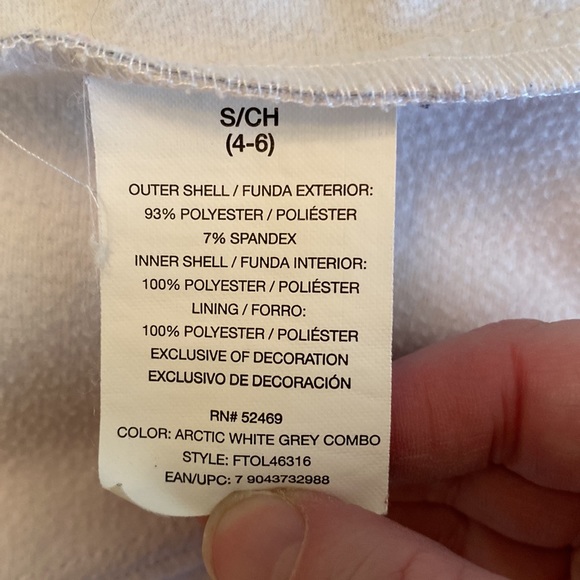 S/CH
(4-6)
OUTER SHELL / FUNDA EXTERIOR:
93% POLYESTER / POLIÉSTER
7% SPANDEX
INNER SHELL / FUNDA INTERIOR:
100% POLYESTER / POLIÉSTER
LINING / FORRO:
100% POLYESTER / POLIÉSTER
EXCLUSIVE OF DECORATION
EXCLUSIVO DE DECORACIÓN
RN# 52469
COLOR: ARCTIC WHITE GREY COMBO
STYLE: FTOL46316
EAN/UPC: 7 9043732988